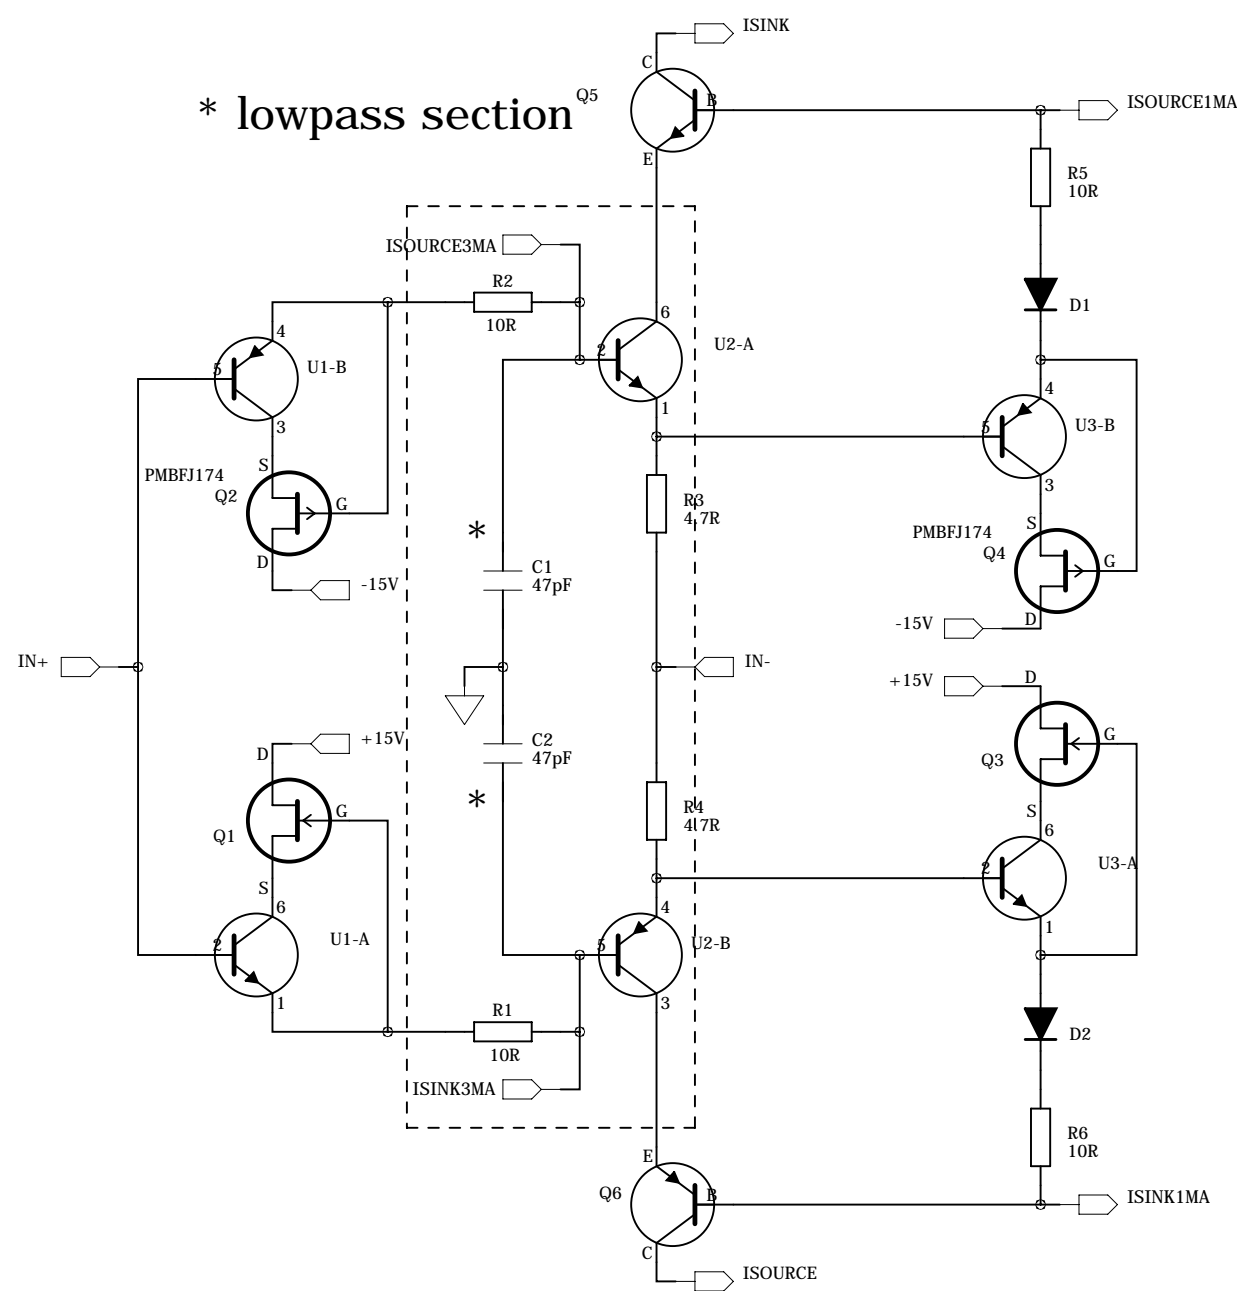 ISINK
C
Q5
B
ISOURCE1MA
* lowpass section
E
R5
10R
ISOURCE3MA
R2
10R
D1
6
4
U2-A
5
U1-B
2
4
1
3
5
U3-B
S
PMBFJ174
Q2
G
R3
4.7R
3
*
S
PMBFJ174
Q4
D
C1
47pF
G
-15V
-15V
D
IN+
IN-
+15V
D
+15V
D
C2
47pF
G
Q3
*
R4
4.7R
G
Q1
S
6
2
U3-A
S
6
4
1
2
U1-A
5
U2-B
1
3
R1
10R
D2
ISINK3MA
R6
10R
E
Q6
B
ISINK1MA
C
ISOURCE